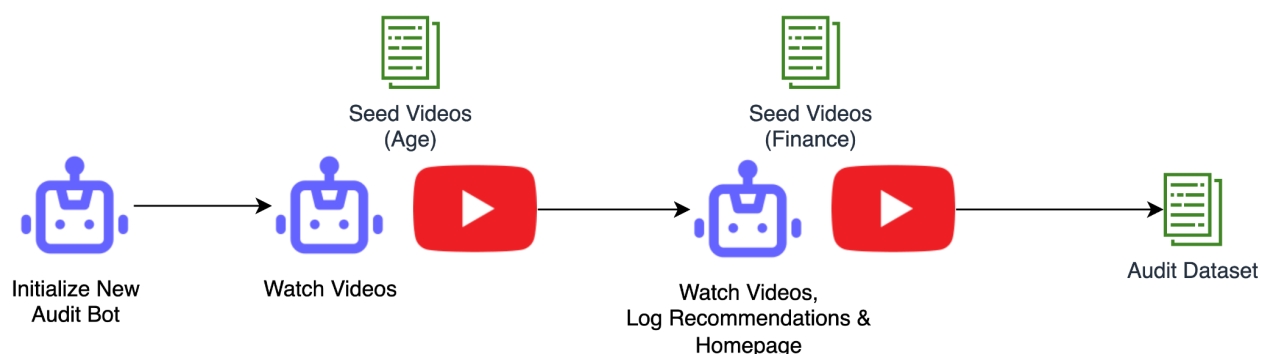 Seed Videos
(Age)
Seed Videos
(Finance)
Initialize New
Audit Bot
Watch Videos
Watch Videos,
Log Recommendations &
Homepage
Audit Dataset